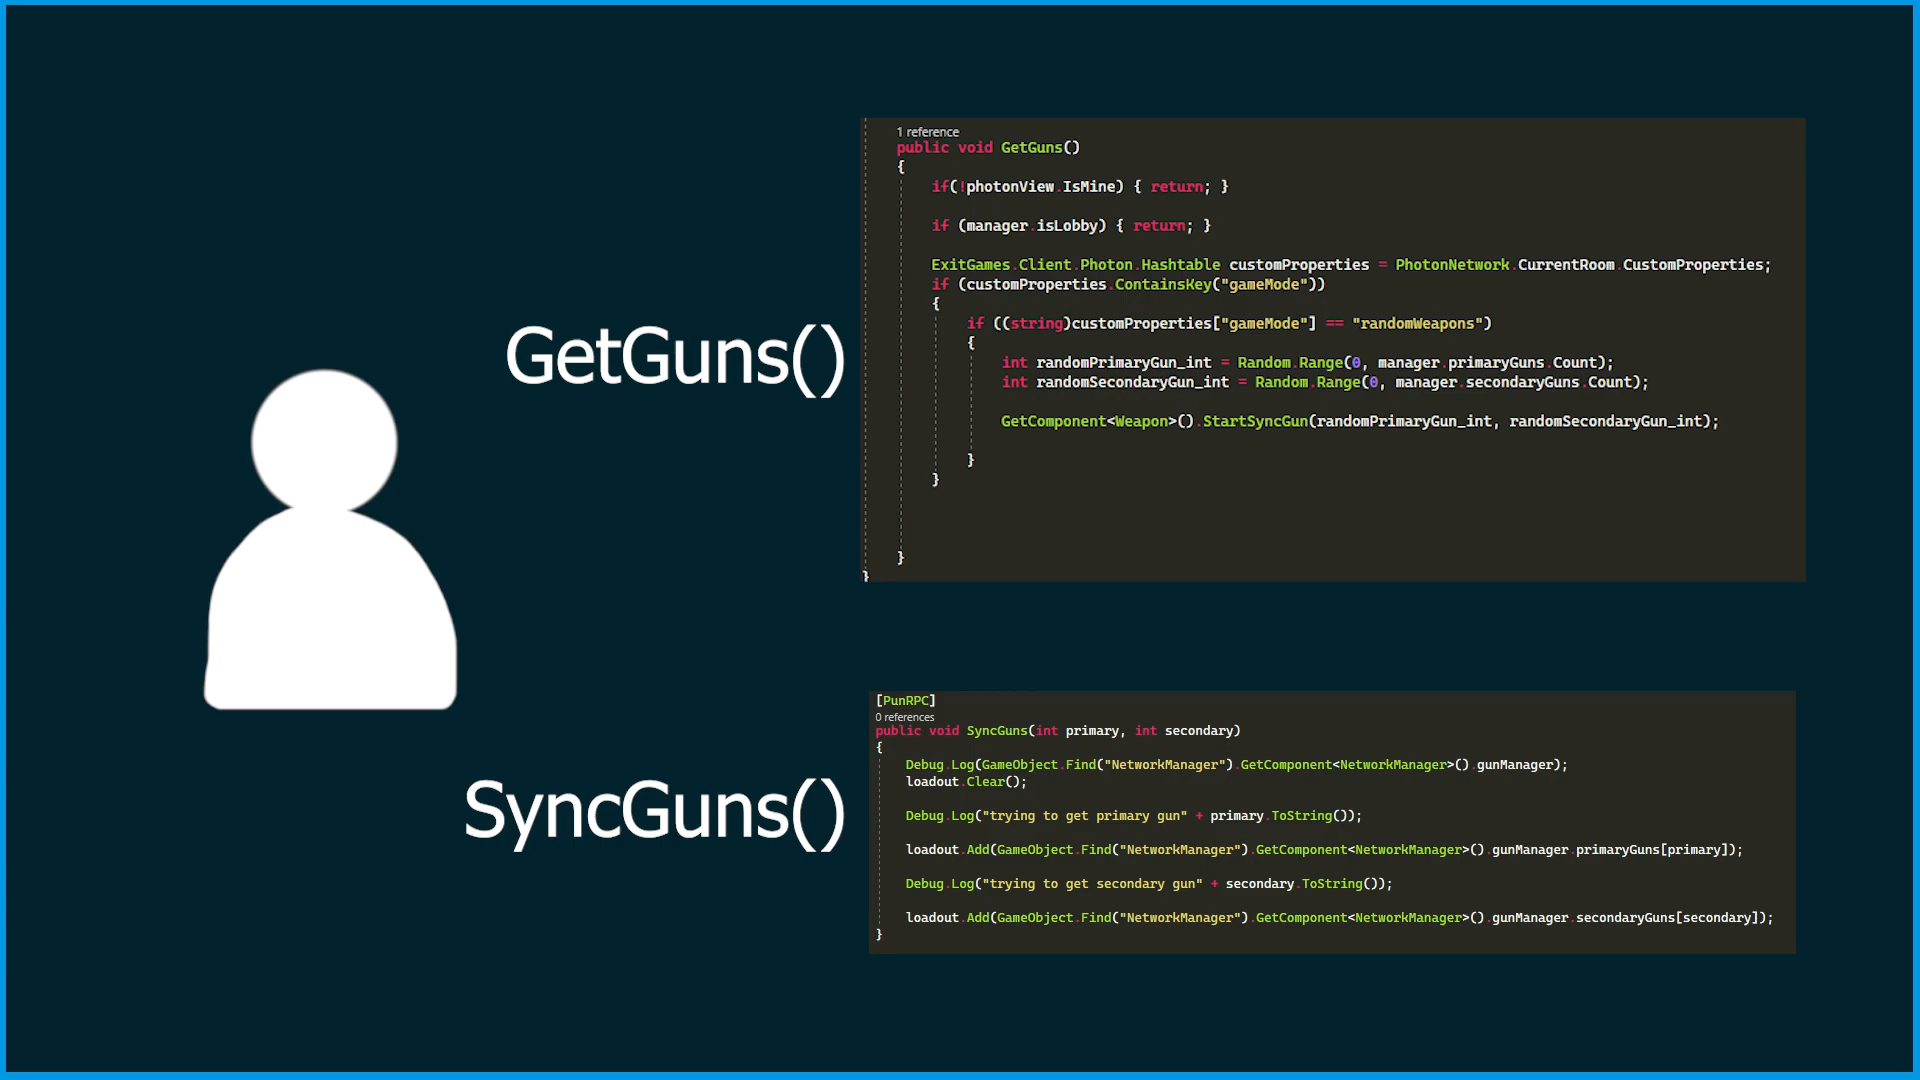 GetGuns()
1 reference
public void GetGuns()
{
if(!photonView.IsMine) { return; }
if (manager.isLobby) { return; }
ExitGames.Client.Photon.Hashtable customProperties = PhotonNetwork.CurrentRoom.CustomProperties;
if (customProperties.ContainsKey("gameMode"))
{
if ((string)customProperties["gameMode"] == "randomWeapons")
{
int randomPrimaryGun_int = Random.Range(0, manager.primaryGuns.Count);
int randomSecondaryGun_int = Random.Range(0, manager.secondaryGuns.Count);
GetComponent<Weapon>().StartSyncGun(randomPrimaryGun_int, randomSecondaryGun_int);
}
}
}
}
SyncGuns()
[PunRPC]
0 references
public void SyncGuns(int primary, int secondary)
{
Debug.Log(GameObject.Find("NetworkManager").GetComponent<NetworkManager>().gunManager);
loadout.Clear();
Debug.Log("trying to get primary gun" + primary.ToString());
loadout.Add(GameObject.Find("NetworkManager").GetComponent<NetworkManager>().gunManager.primaryGuns[primary]);
Debug.Log("trying to get secondary gun" + secondary.ToString());
loadout.Add(GameObject.Find("NetworkManager").GetComponent<NetworkManager>().gunManager.secondaryGuns[secondary]);
}